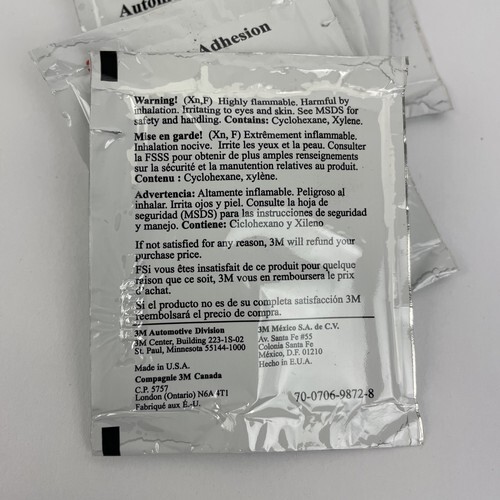 Autom
Adhesion
Warning! (Xn,F) Highly flammable. Harmful by
inhalation. Irritating to eyes and skin. See MSDS for
safety and handling. Contains: Cyclohexane, Xylene.
Mise en garde! (Xn, F) Extrêmement inflammable.
Inhalation nocive. Irrite les yeux et la peau. Consulter
la FSSS pour obtenir de plus amples renseignements
sur la sécurité et la manutention relatives au produit.
Contenu : Cyclohexane, xylène.
Advertencia: Altamente inflamable. Peligroso al
inhalar. Irrita ojos y piel. Consulte la hoja de
seguridad (MSDS) para las instrucciones de seguridad
y manejo. Contiene: Ciclohexano y Xileno
If not satisfied for any reason, 3M will refund your
purchase price.
FSi vous êtes insatisfait de ce produit pour quelque
raison que ce soit, 3M vous en remboursera le prix
d'achat.
Si el producto no es de su completa satisfacción 3M
reembolsará el precio de compra.
3M Automotive Division
3M Center, Building 223-1S-02
St. Paul, Minnesota 55144-1000
Made in U.S.A.
Compagnie 3M Canada
C.P. 5757
London (Ontario) N6A 4T1
Fabriqué aux É.-U.
3M México S.A. de C.V.
Av. Santa Fe #55
Colonia Santa Fe
México, D.F. 01210
Hecho in E.U.A.
70-0706-9872-8